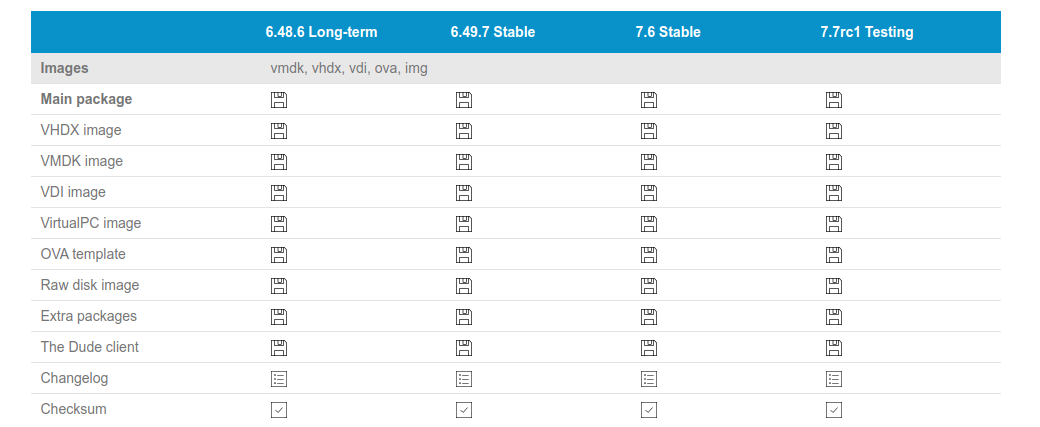 6.48.6 Long-term 6.49.7 Stable 7.6 Stable 7.7rc1 Testing
Images vmdk, vhdx, vdi, ova, img
Main package
VHDX image
VMDK image
VDI image
VirtualPC image
OVA template
Raw disk image
Extra packages
The Dude client
Changelog
Checksum